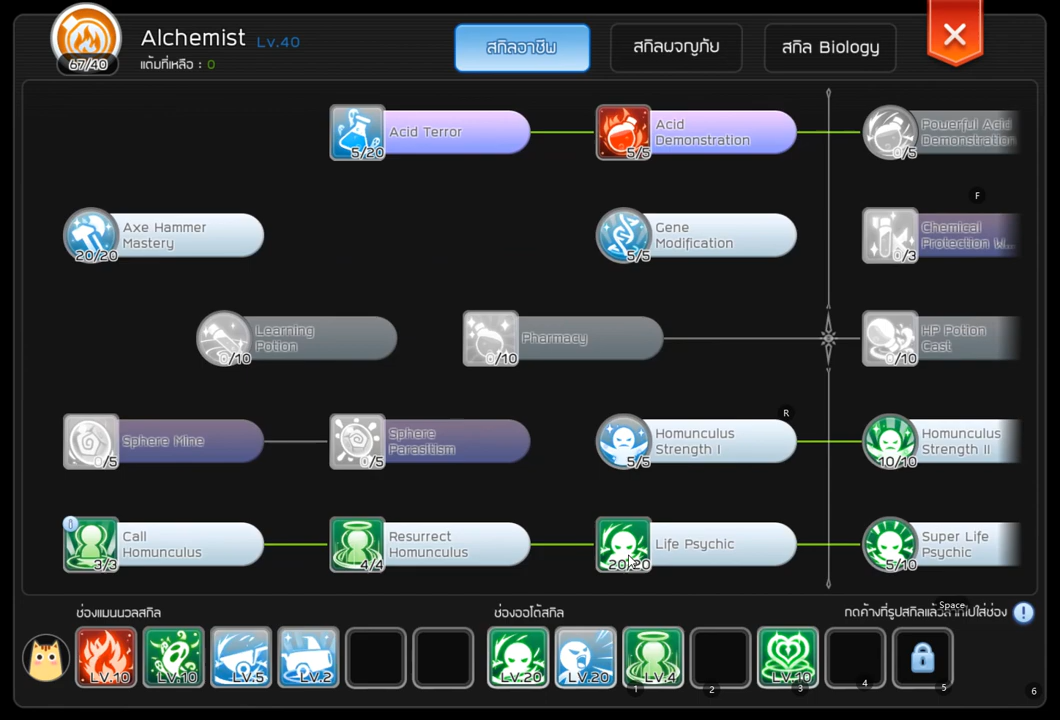 Alchemist Lv.40
67/40
แต้มที่เหลือ : 0
สกิลอาชีพ
สกิลผจญภัย
สกิล Biology
Acid Terror
5/20
Acid
Demonstration
5/5
Powerful Acid
Demonstration
0/5
F
Axe Hammer
Mastery
20/20
Gene
Modification
5/5
Chemical
Protection W...
0/3
Learning
Potion
0/10
Pharmacy
0/10
HP Potion
Cast
0/10
R
Sphere Mine
0/5
Sphere
Parasitism
0/5
Homunculus
Strength I
5/5
Homunculus
Strength II
10/10
Call
Homunculus
3/3
Resurrect
Homunculus
4/4
Life Psychic
20/20
Super Life
Psychic
5/10
Space
ช่องแมนนวลสกิล
ช่องออโต้สกิล
LV.10
LV.10
LV.5
LV.2
LV.20
LV.20
LV.4
LV.10
1
2
3
4
5
6